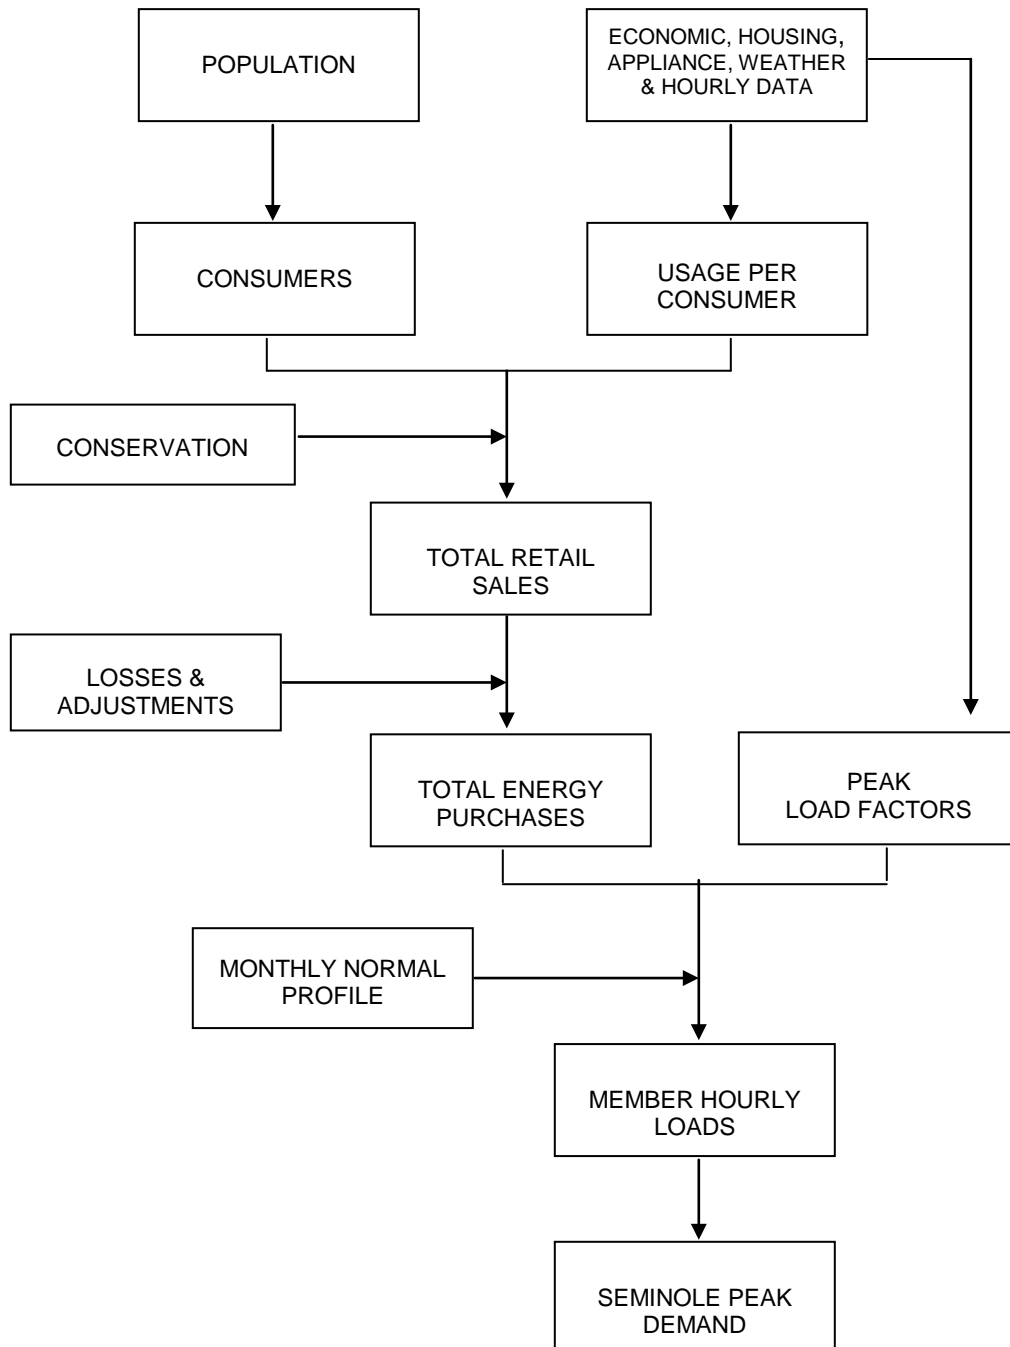 POPULATION
ECONOMIC, HOUSING,
APPLIANCE, WEATHER
& HOURLY DATA
CONSUMERS
USAGE PER
CONSUMER
CONSERVATION
TOTAL RETAIL
SALES
LOSSES &
ADJUSTMENTS
TOTAL ENERGY
PURCHASES
PEAK
LOAD FACTORS
MONTHLY NORMAL
PROFILE
MEMBER HOURLY
LOADS
SEMINOLE PEAK
DEMAND